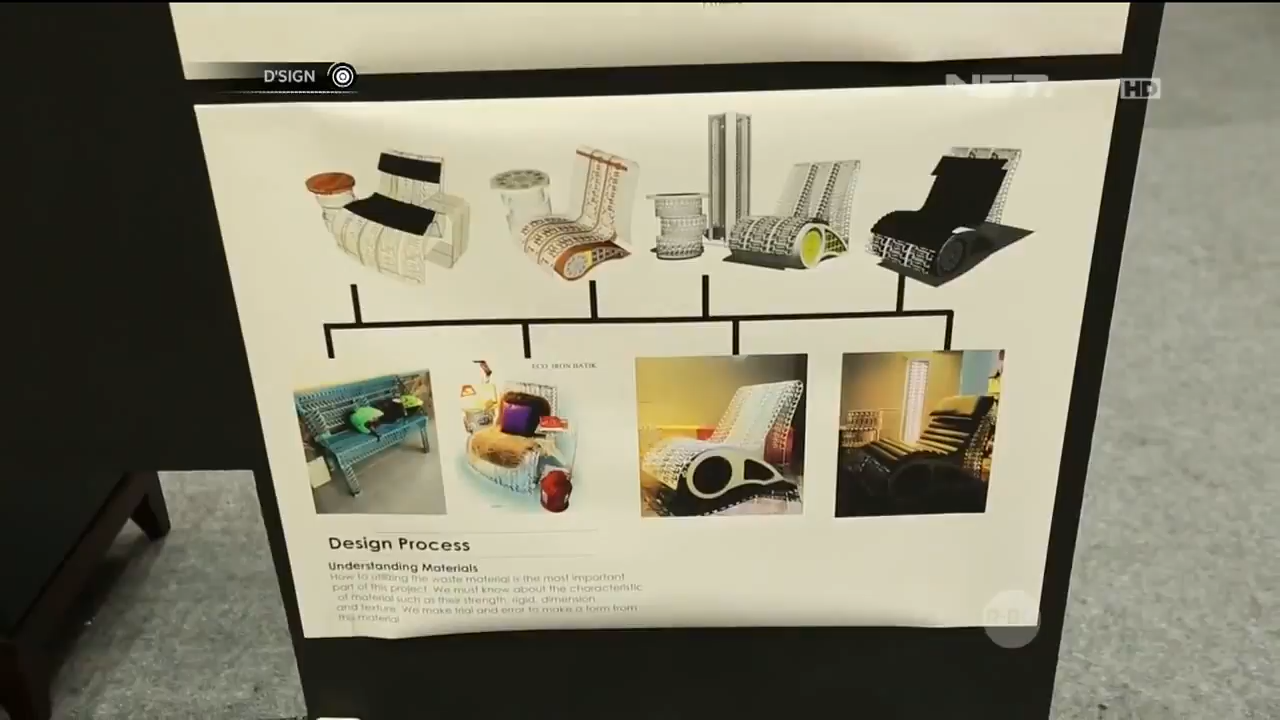 D'SIGN
NET.
HD
ECO IRON BATIK
Design Process
Understanding Materials
How to utilizing the waste material is the most important
part of this project. We must know about the characteristic
of material such as their strength, rigid, dimension
and texture. We make trial and error to make a form from
this material